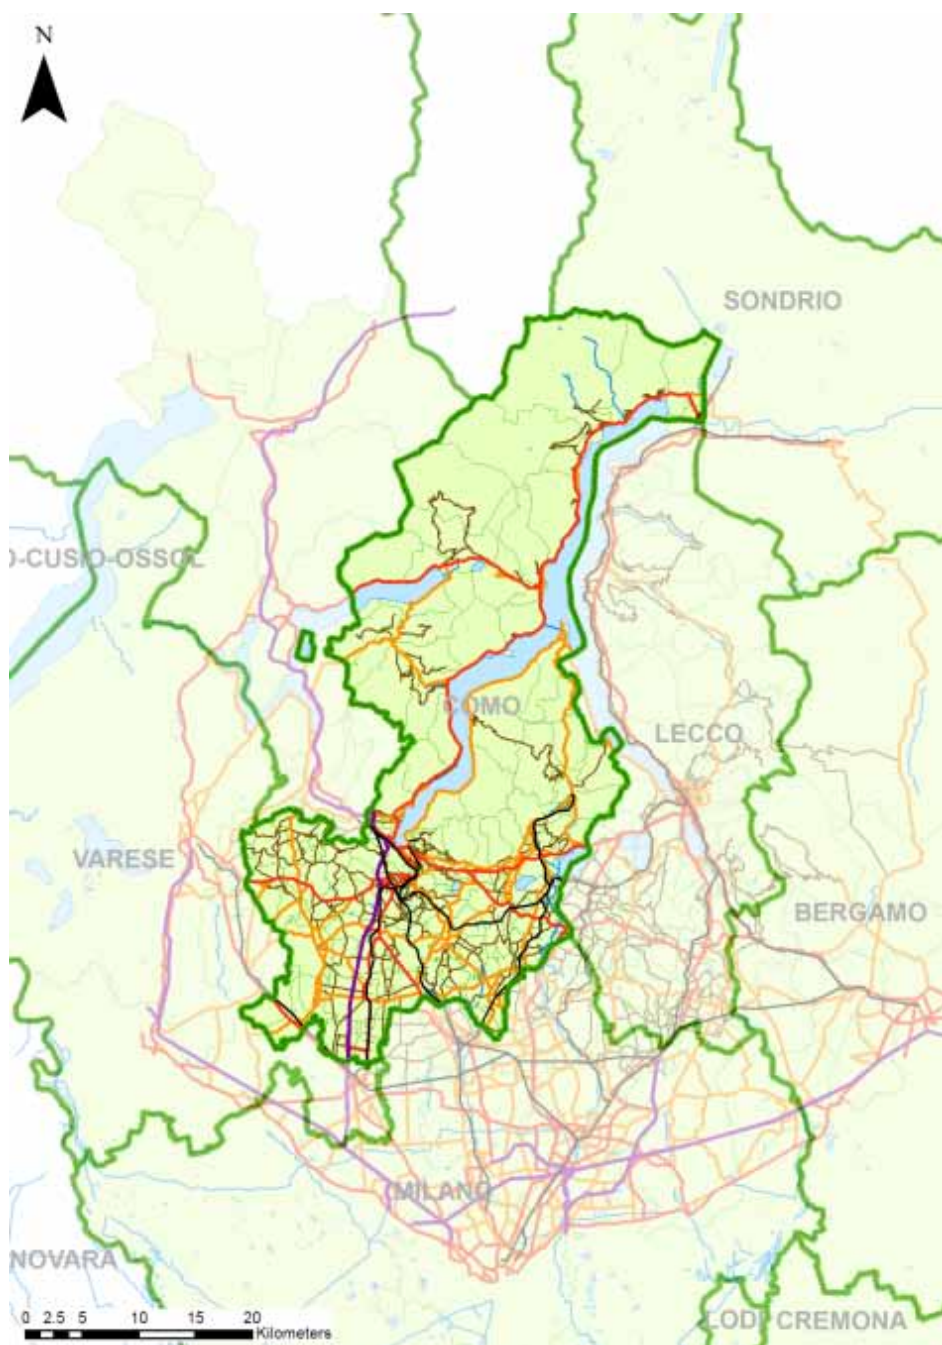 N
SONDRIO
O-CUSIO-OSSOL
COMO
LECCO
VARESE
BERGAMO
MILANO
NOVARA
LODI CREMONA
0 2.5 5 10 15 20
Kilometers